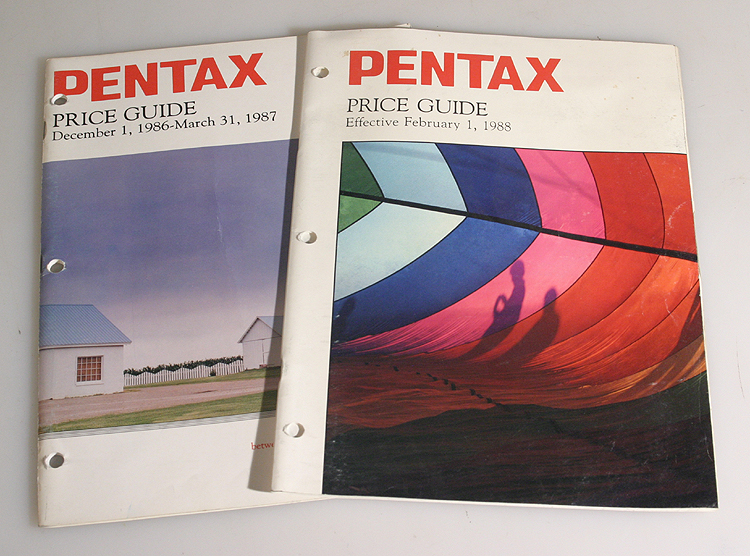 PENTAX
PRICE GUIDE
December 1, 1986-March 31, 1987
PENTAX
PRICE GUIDE
Effective February 1, 1988